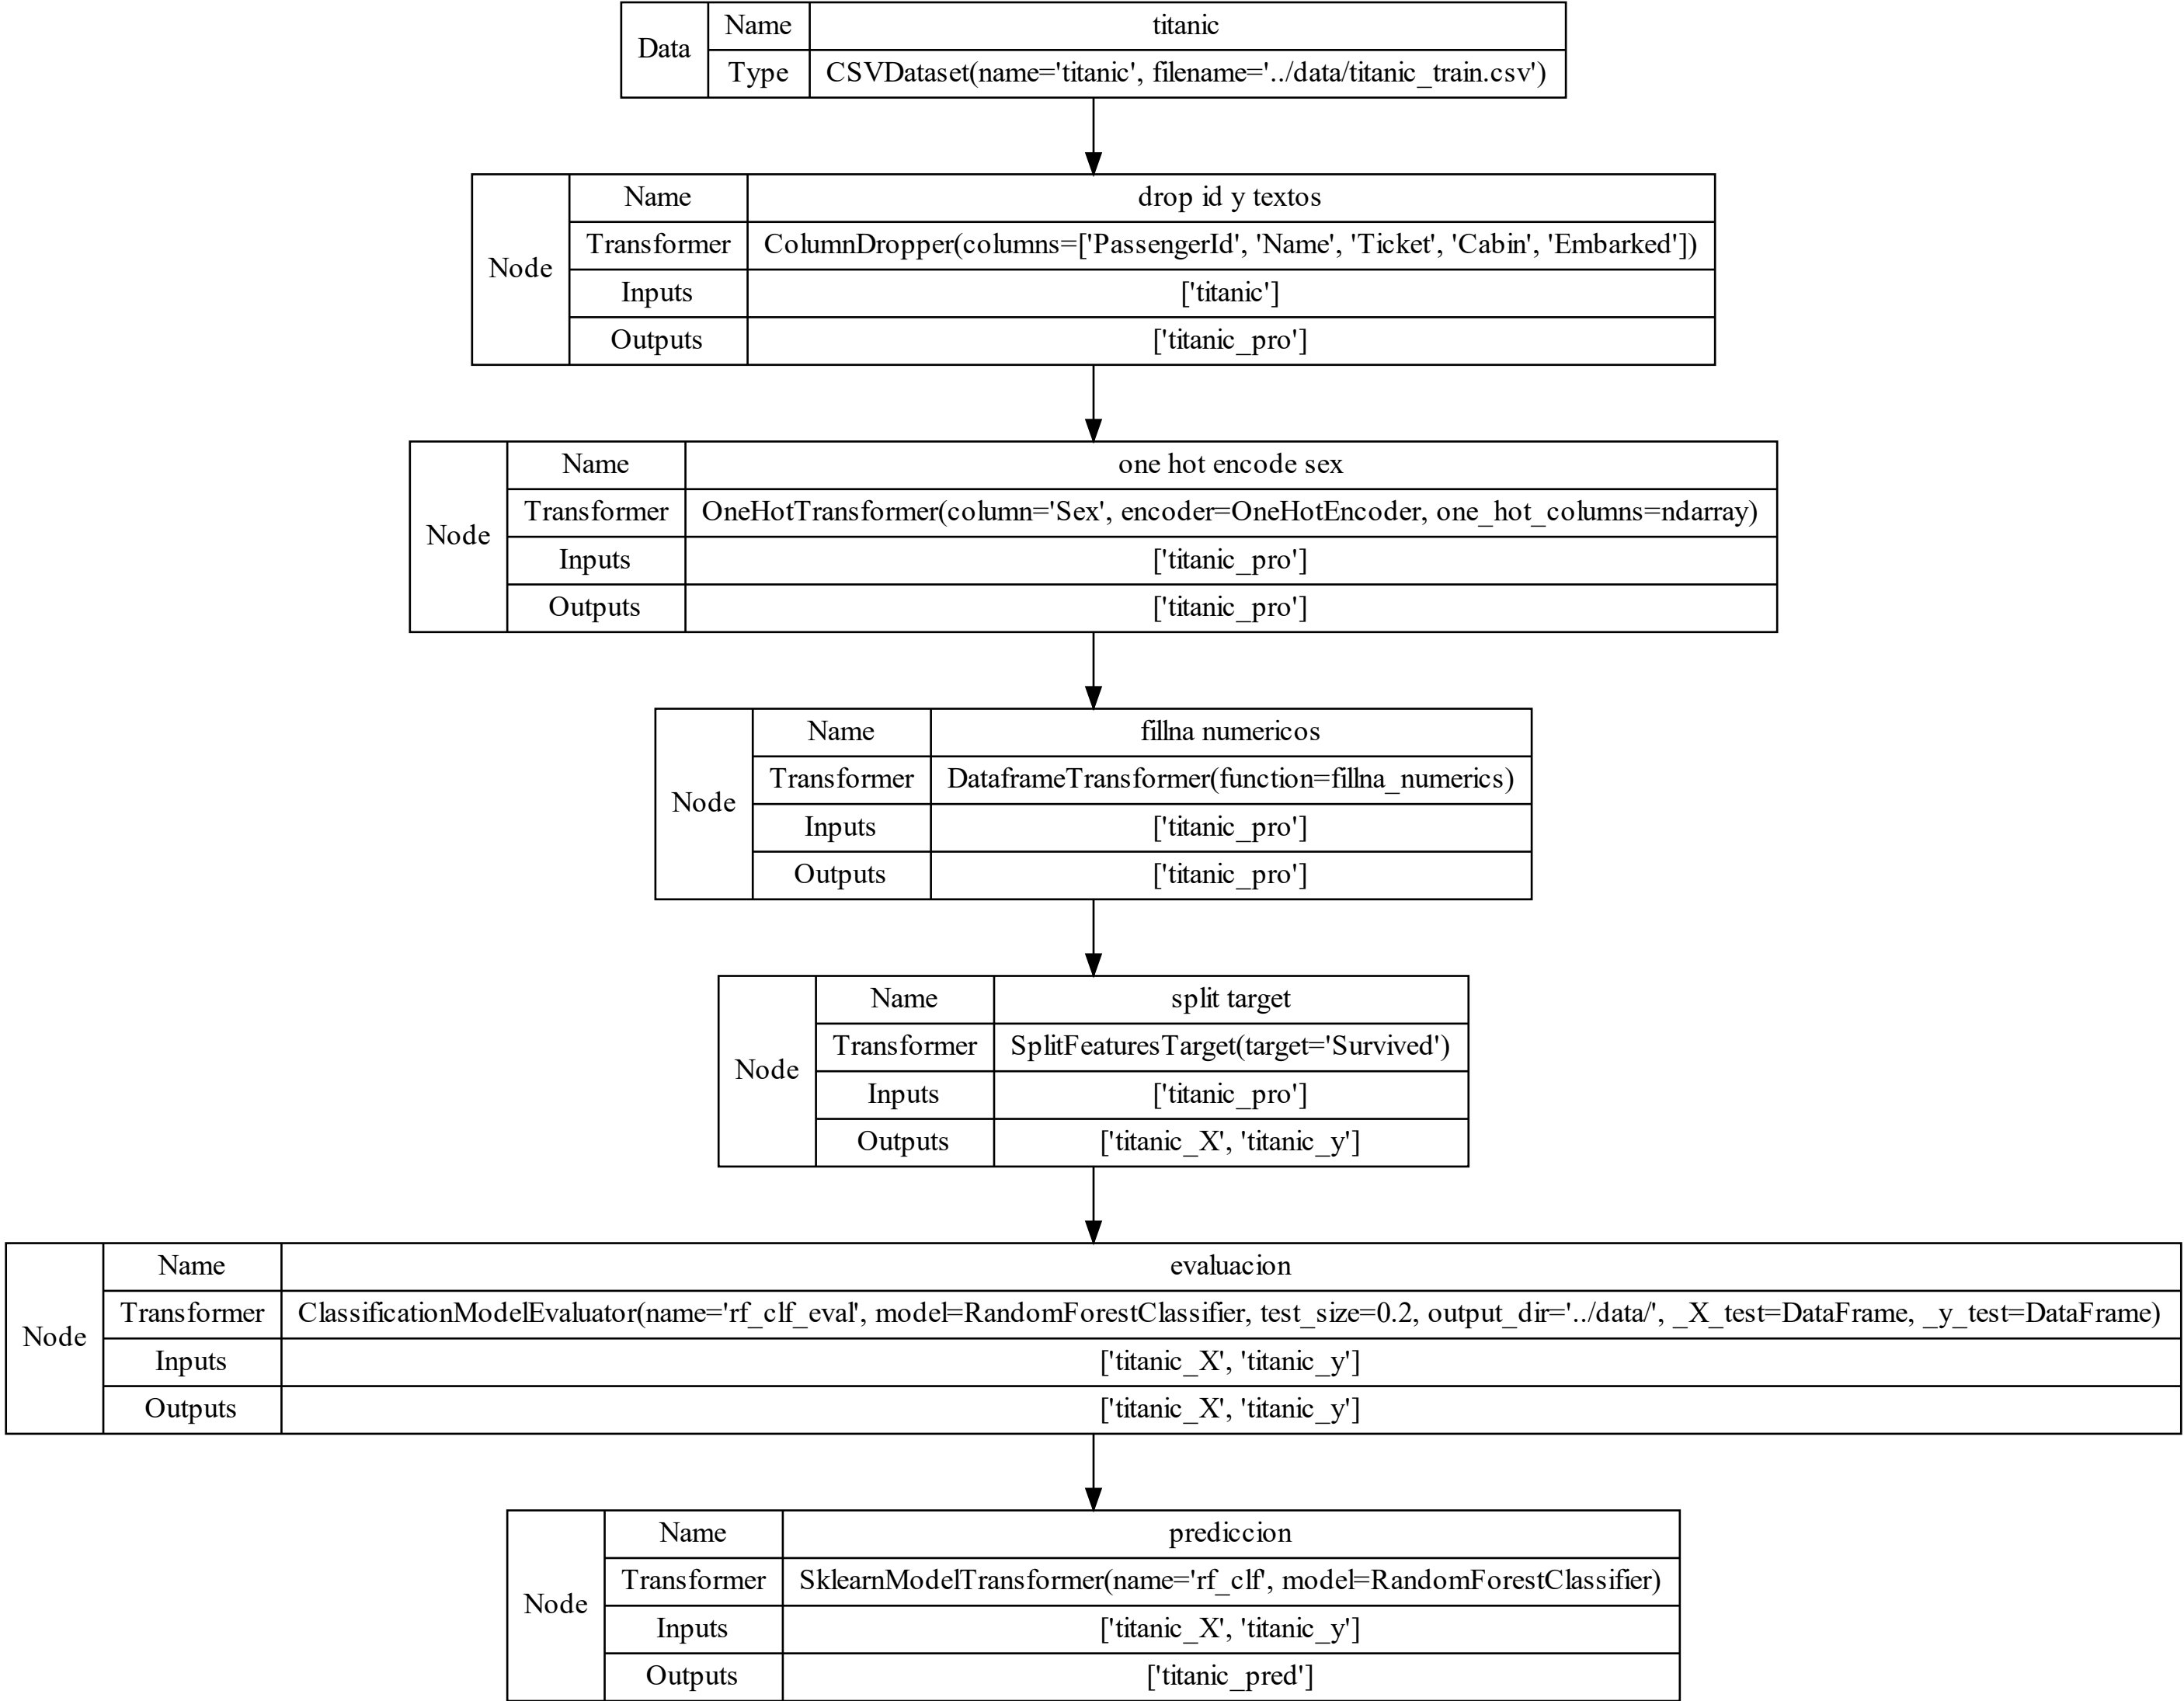 Data
Name
titanic
Type
CSVDataset(name='titanic', filename='../data/titanic_train.csv')
Node
Name
drop id y textos
Transformer
ColumnDropper(columns=['PassengerId', 'Name', 'Ticket', 'Cabin', 'Embarked'])
Inputs
['titanic']
Outputs
['titanic_pro']
Node
Name
one hot encode sex
Transformer
OneHotTransformer(column='Sex', encoder=OneHotEncoder, one_hot_columns=ndarray)
Inputs
['titanic_pro']
Outputs
['titanic_pro']
Node
Name
fillna numericos
Transformer
DataframeTransformer(function=fillna_numerics)
Inputs
['titanic_pro']
Outputs
['titanic_pro']
Node
Name
split target
Transformer
SplitFeaturesTarget(target='Survived')
Inputs
['titanic_pro']
Outputs
['titanic_X', 'titanic_y']
Node
Name
evaluacion
Transformer
ClassificationModelEvaluator(name='rf_clf_eval', model=RandomForestClassifier, test_size=0.2, output_dir='../data/', _X_test=DataFrame, _y_test=DataFrame)
Inputs
['titanic_X', 'titanic_y']
Outputs
['titanic_X', 'titanic_y']
Node
Name
prediccion
Transformer
SklearnModelTransformer(name='rf_clf', model=RandomForestClassifier)
Inputs
['titanic_X', 'titanic_y']
Outputs
['titanic_pred']